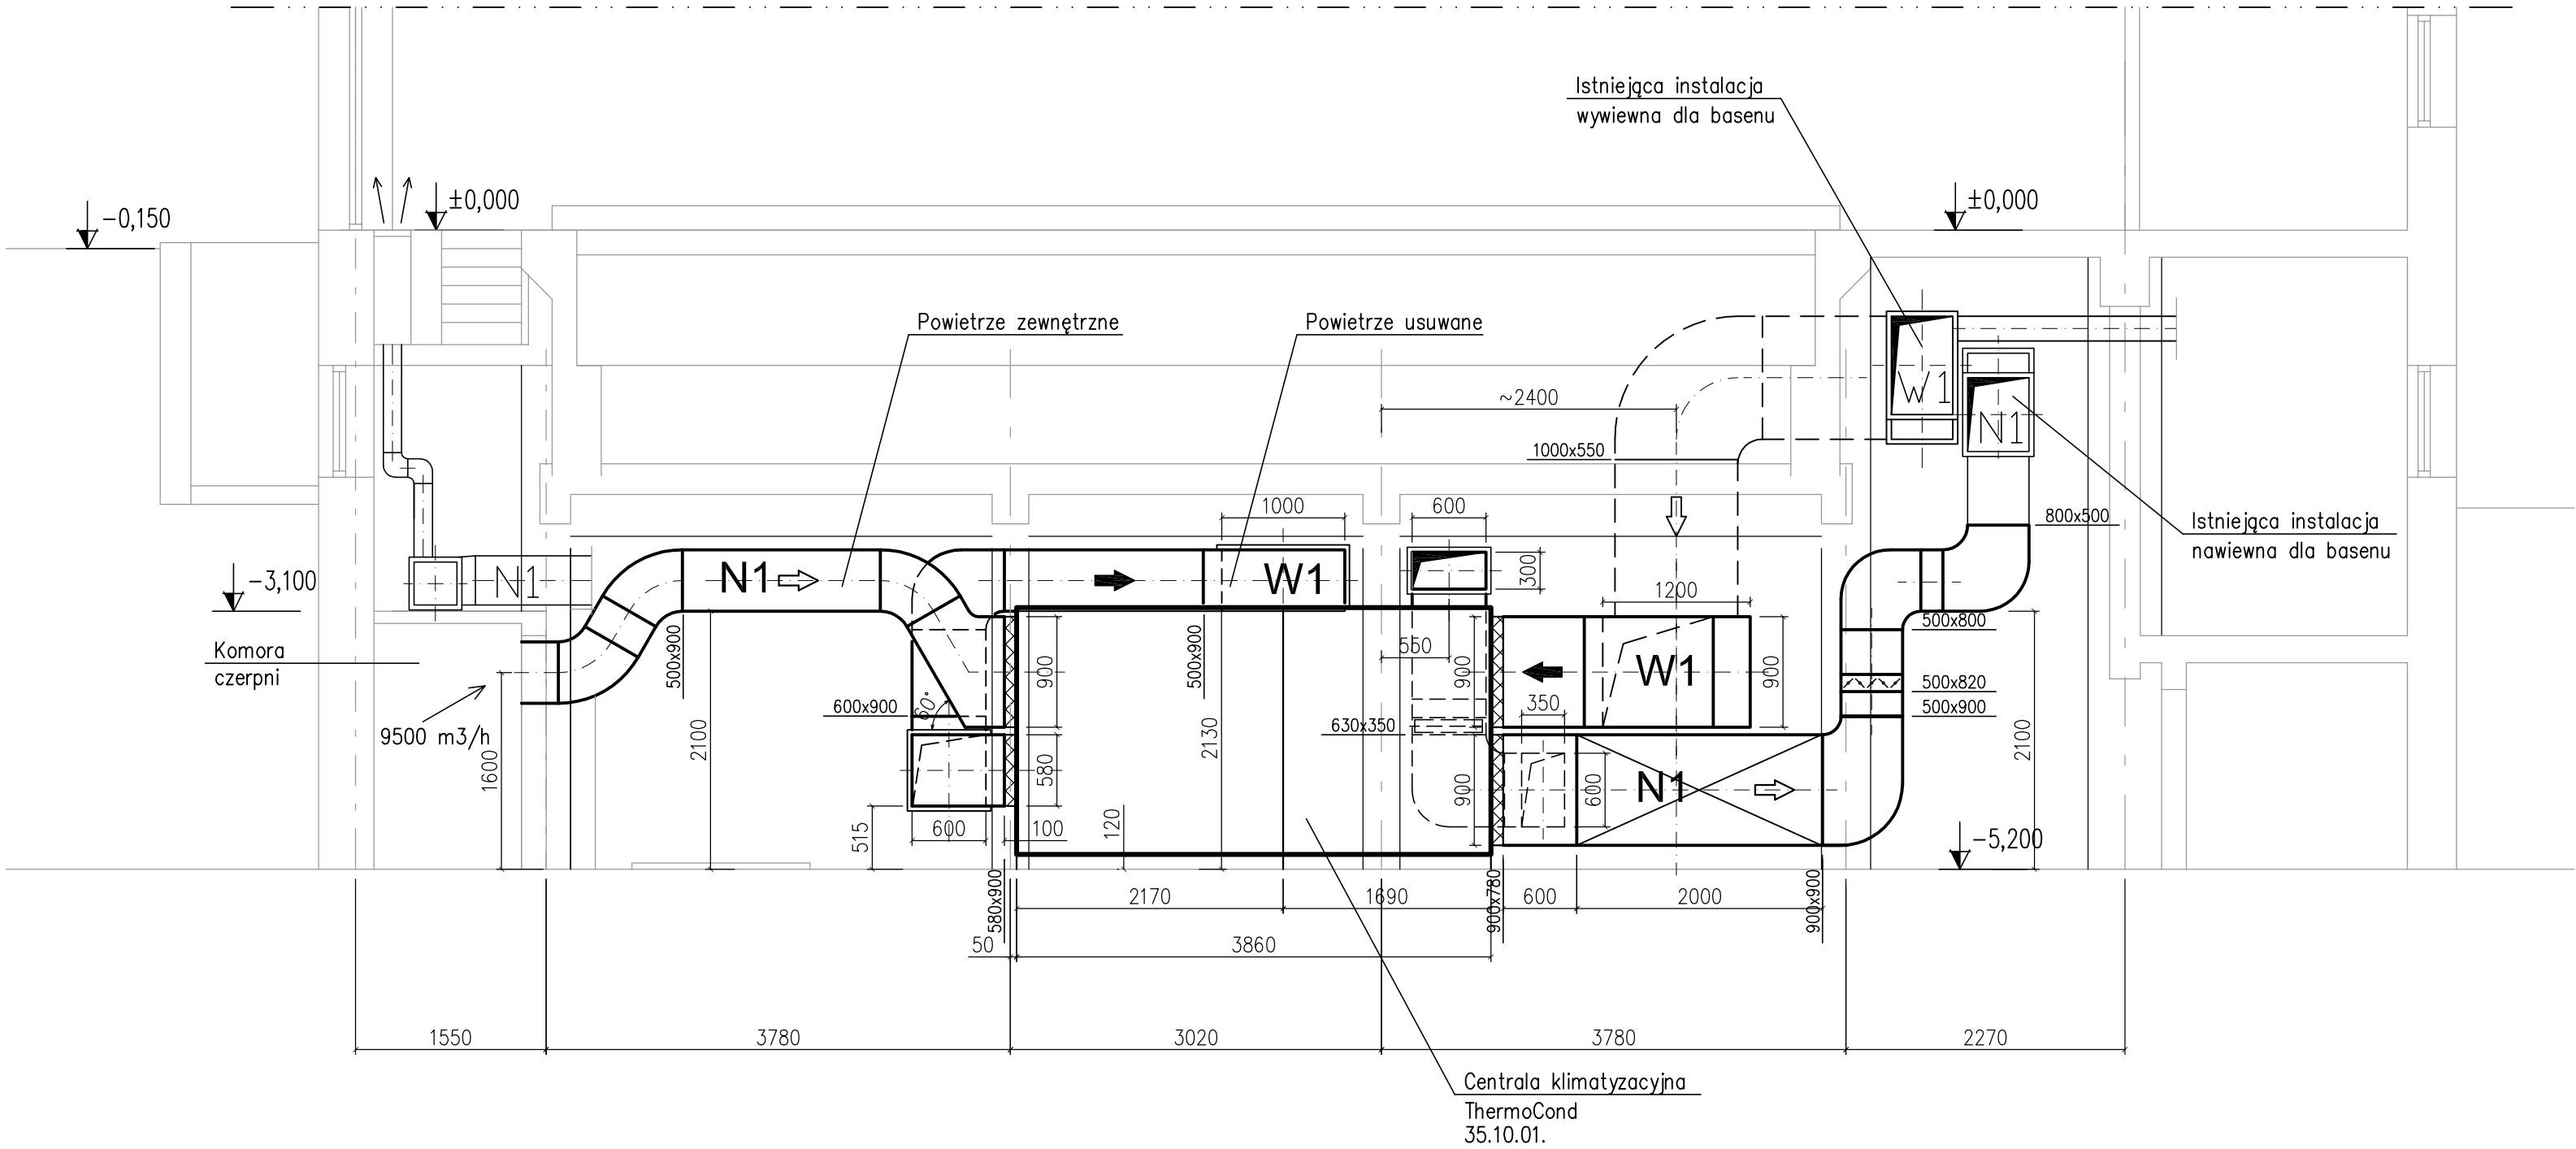 Istniejąca instalacja
wywiewna dla basenu
-0,150
±0,000
±0,000
Powietrze zewnętrzne
Powietrze usuwane
W1
N1
~2400
1000x550
1000
600
800x500
Istniejąca instalacja
nawiewna dla basenu
-3,100
N1
N1
W1
300
1200
Komora
czerpni
500x900
900
500x900
550
900
W1
900
500x800
500x820
500x900
9500 m3/h
1600
2100
600x900
60°
580
2130
630x350
350
900
600
N1
2100
515
600
100
120
-5,200
580x900
2170
1690
900x780
600
2000
900x900
50
3860
1550
3780
3020
3780
2270
Centrala klimatyzacyjna
ThermoCond
35.10.01.